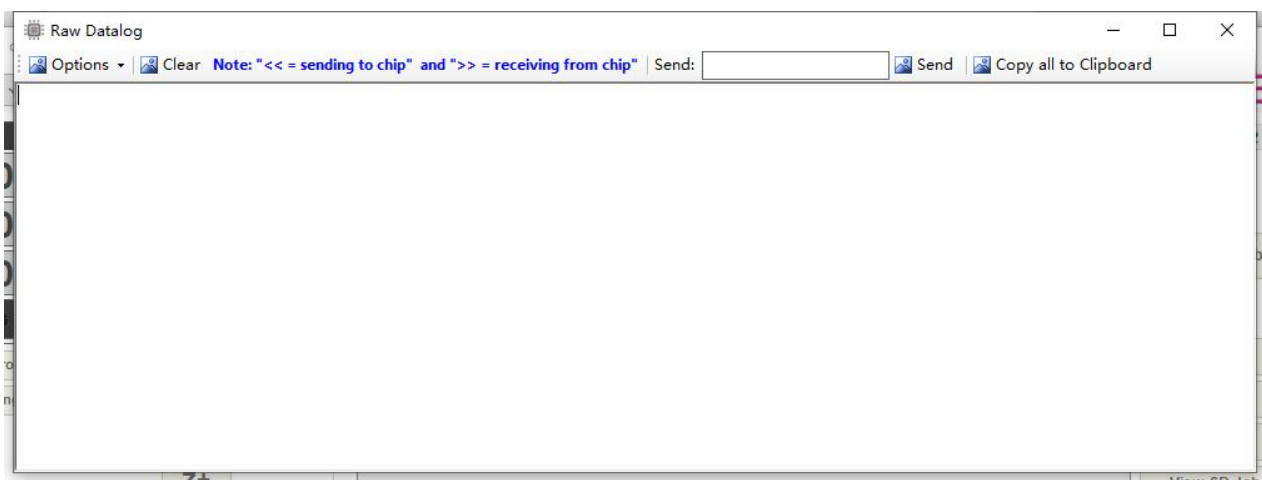 Raw Datalog
Options Clear Note: "<< = sending to chip" and ">> = receiving from chip" Send: Send Copy all to Clipboard